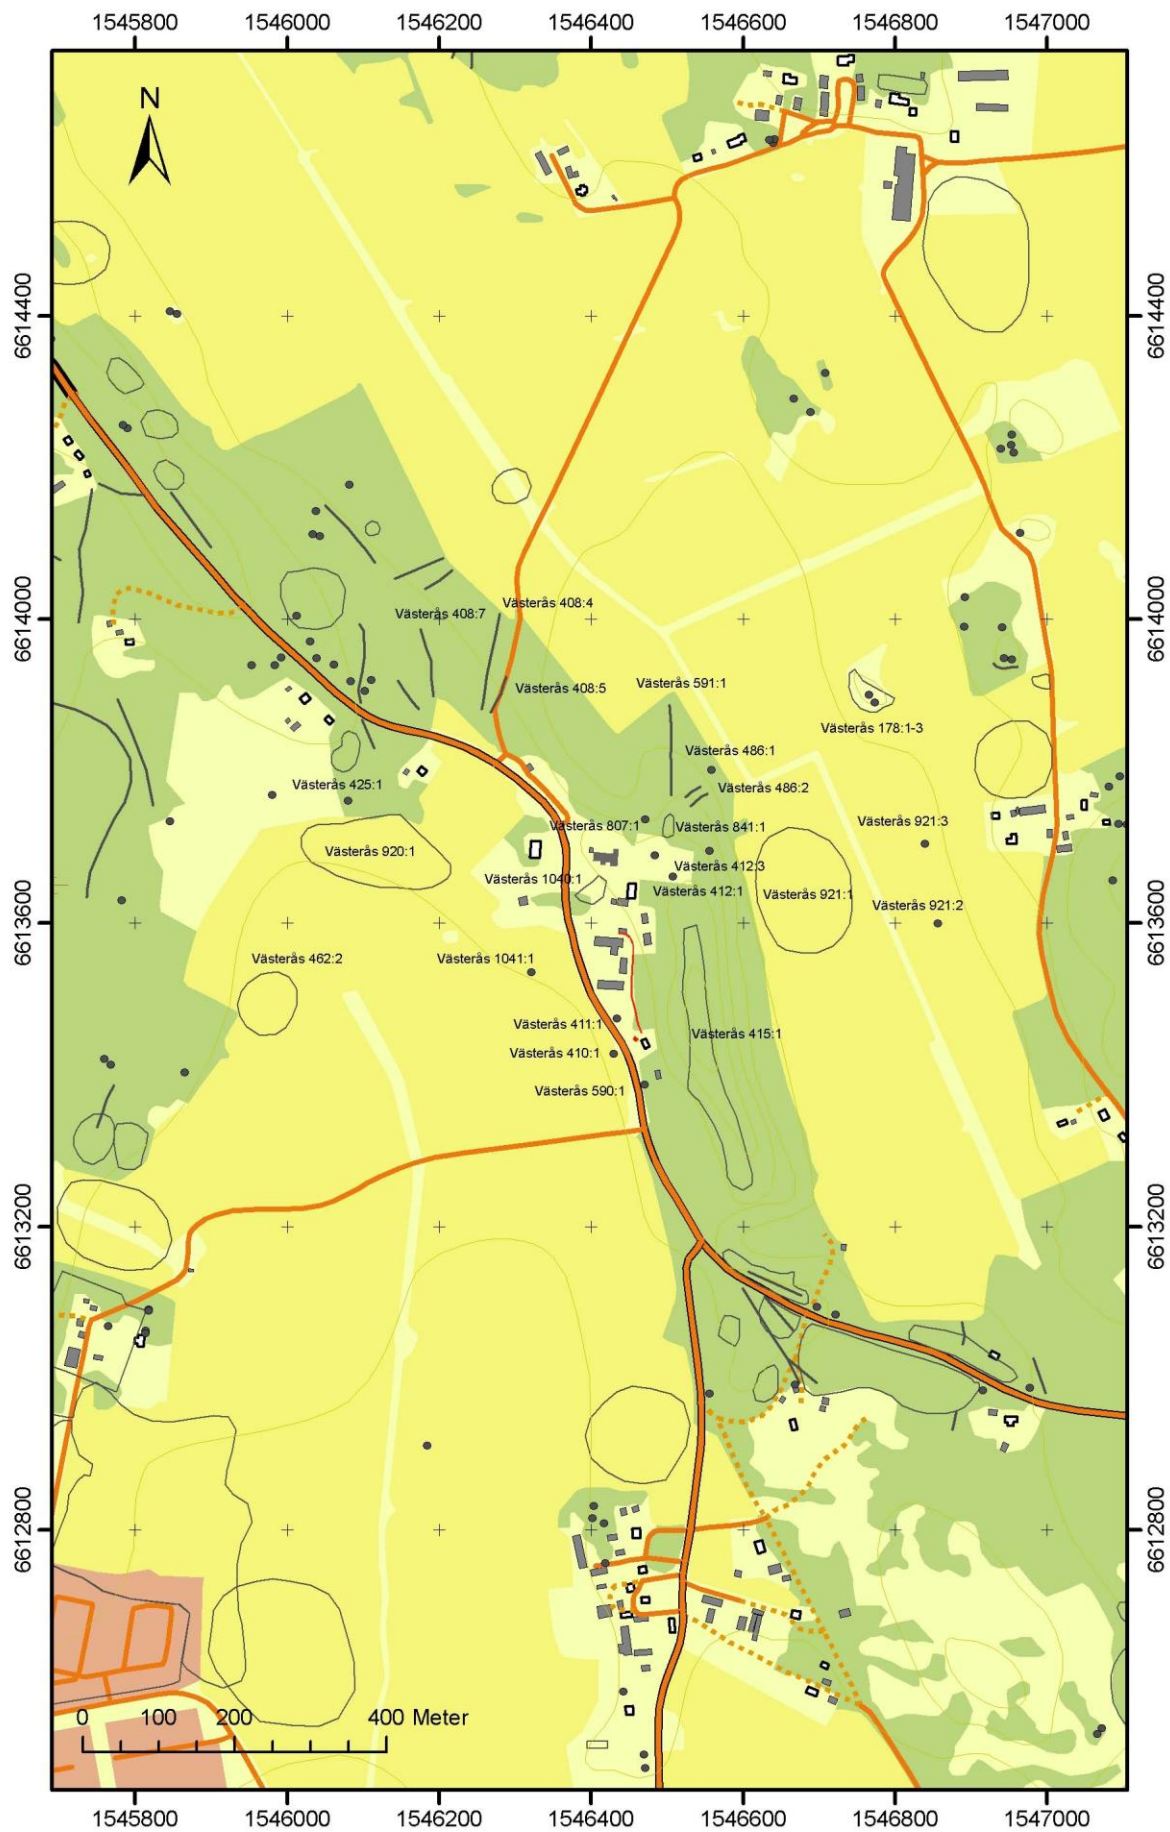 1545800 1546000 1546200 1546400 1546600 1546800 1547000
N
6614400 6614400
Västerås 408:4
Västerås 408:7
6614000 6614000
Västerås 591:1
Västerås 408:5
Västerås 178:1-3
Västerås 486:1
Västerås 425:1
Västerås 486:2
Västerås 921:3
Västerås 807:1 Västerås 841:1
Västerås 920:1
Västerås 412:3
Västerås 1040:1
Västerås 412:1 Västerås 921:1
Västerås 921:2
6613600 6613600
Västerås 462:2 Västerås 1041:1
Västerås 411:1
Västerås 415:1
Västerås 410:1
Västerås 590:1
6613200 6613200
6612800 6612800
0 100 200 400 Meter
1545800 1546000 1546200 1546400 1546600 1546800 1547000